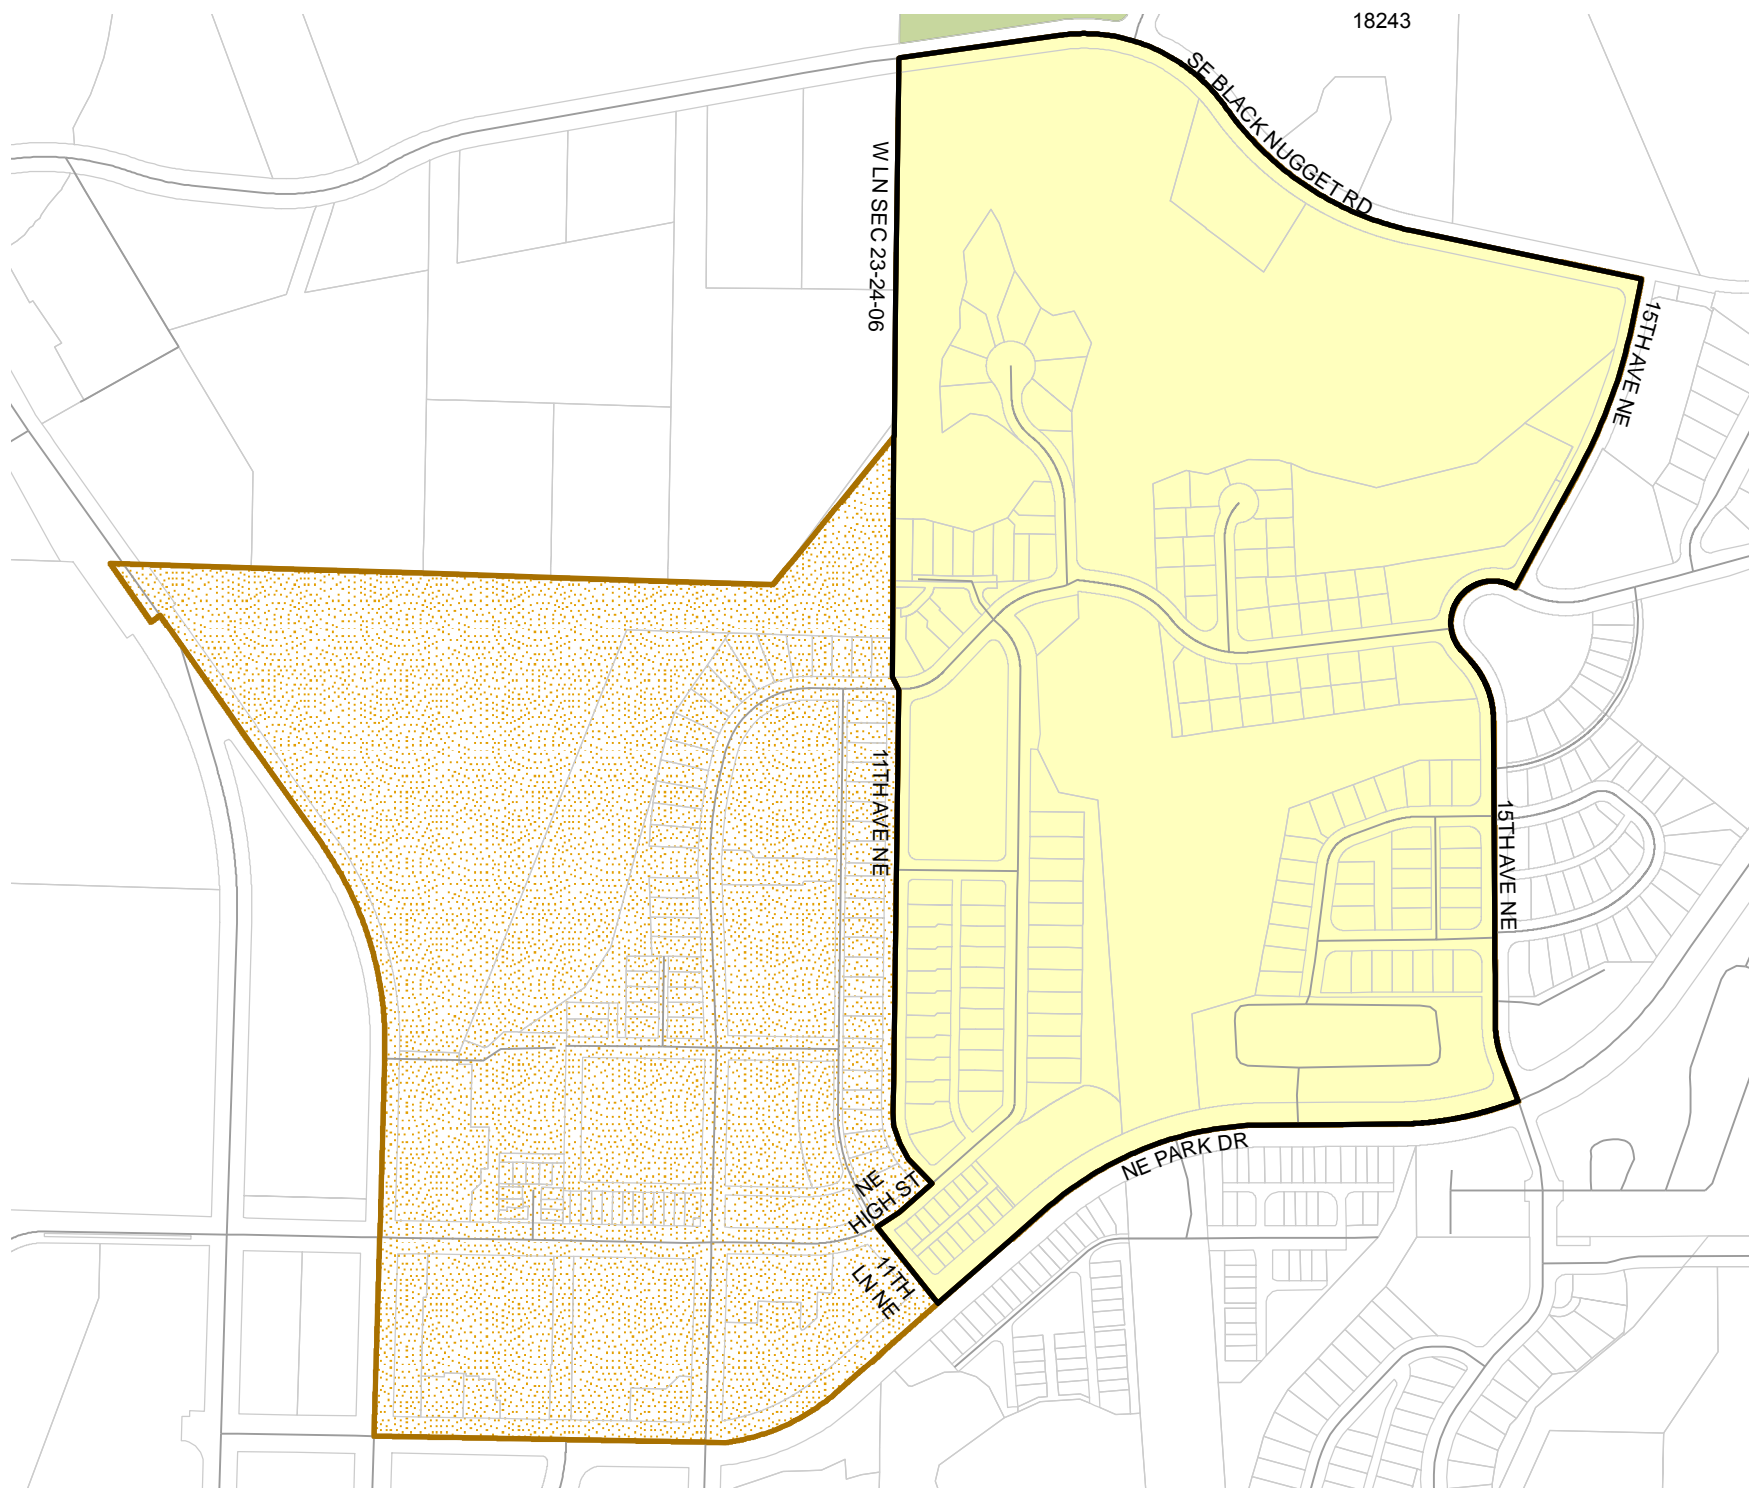 18243
SE BLACK NUGGET RD
W LN SEC 23-24-06
15TH AVE NE
11TH AVE NE
15TH AVE NE
NE PARK DR
NE
HIGH ST
11TH
LN NE